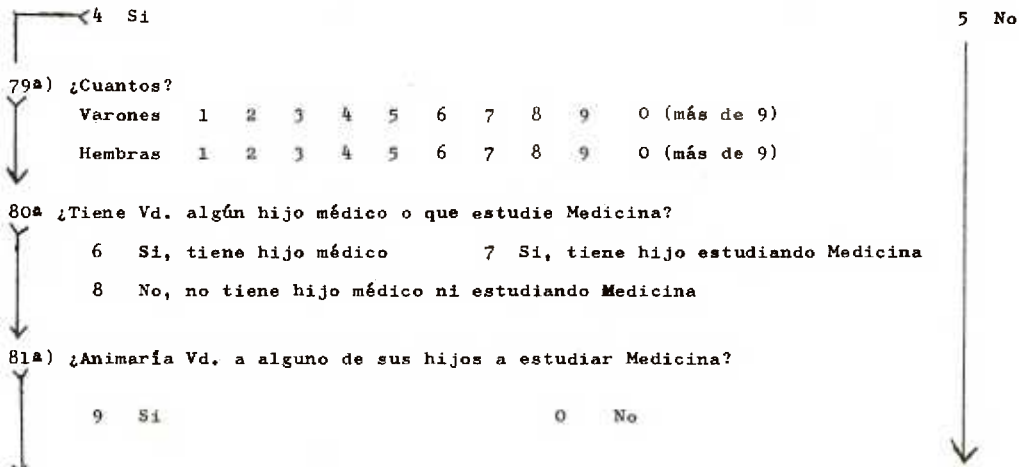 4 Si 5 No
79ª) ¿Cuantos?
Varones 1 2 3 4 5 6 7 8 9 0 (más de 9)
Hembras 1 2 3 4 5 6 7 8 9 0 (más de 9)
80ª ¿Tiene Vd. algún hijo médico o que estudie Medicina?
6 Si, tiene hijo médico 7 Si, tiene hijo estudiando Medicina
8 No, no tiene hijo médico ni estudiando Medicina
81ª) ¿Animaría Vd. a alguno de sus hijos a estudiar Medicina?
9 Si 0 No